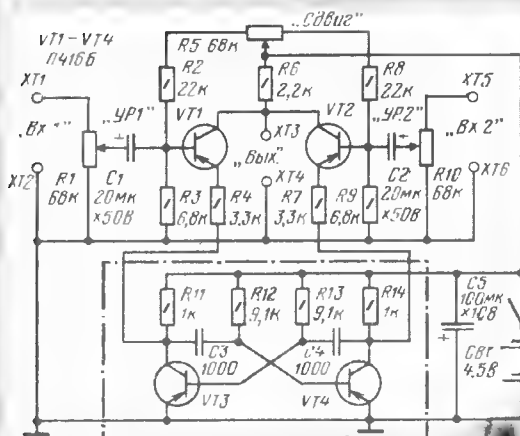 VT1-VT4
П416Б
„Сдвиг"
R5 68к
R2
22к
R6
2,2к
R8
22к
XT1
„УР1"
VT1
VT2
„УР.2"
XT5
„Вх 1"
XT3
„Вых."
XT4
„Вх 2"
XT2
R1
68к
C1
20мк
×50В
R3
6,8к
R4
3,3к
R7
3,3к
R9
6,8к
C2
20мк
×50В
R10
68к
XT6
R11
1к
R12
9,1к
R13
9,1к
R14
1к
C3
1000
C4
1000
VT3
VT4
C5
100мк
×10В
GB1
4.5В